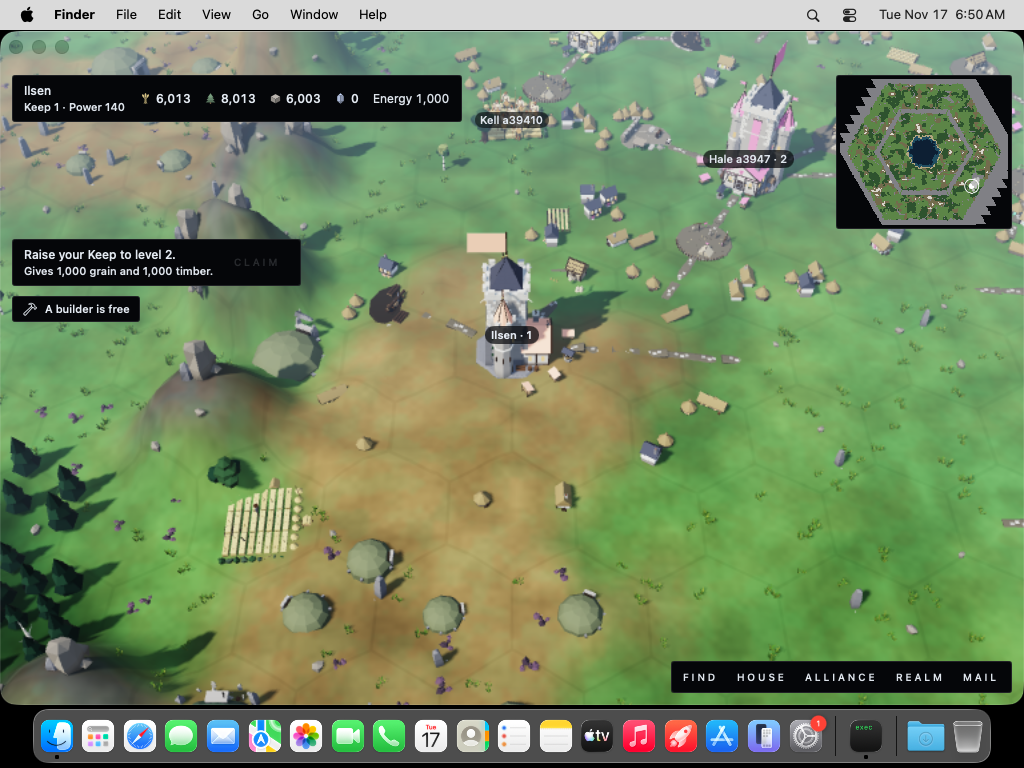 Finder File Edit View Go Window Help
Tue Nov 17 6:50 AM
Ilsen
Keep 1 · Power 140
6,013
8,013
6,003
0
Energy 1,000
Kell a39410
Hale a3947 · 2
Raise your Keep to level 2.
Gives 1,000 grain and 1,000 timber.
CLAIM
A builder is free
Ilsen · 1
FIND HOUSE ALLIANCE REALM MAIL
Tue
17
tv
1
exec